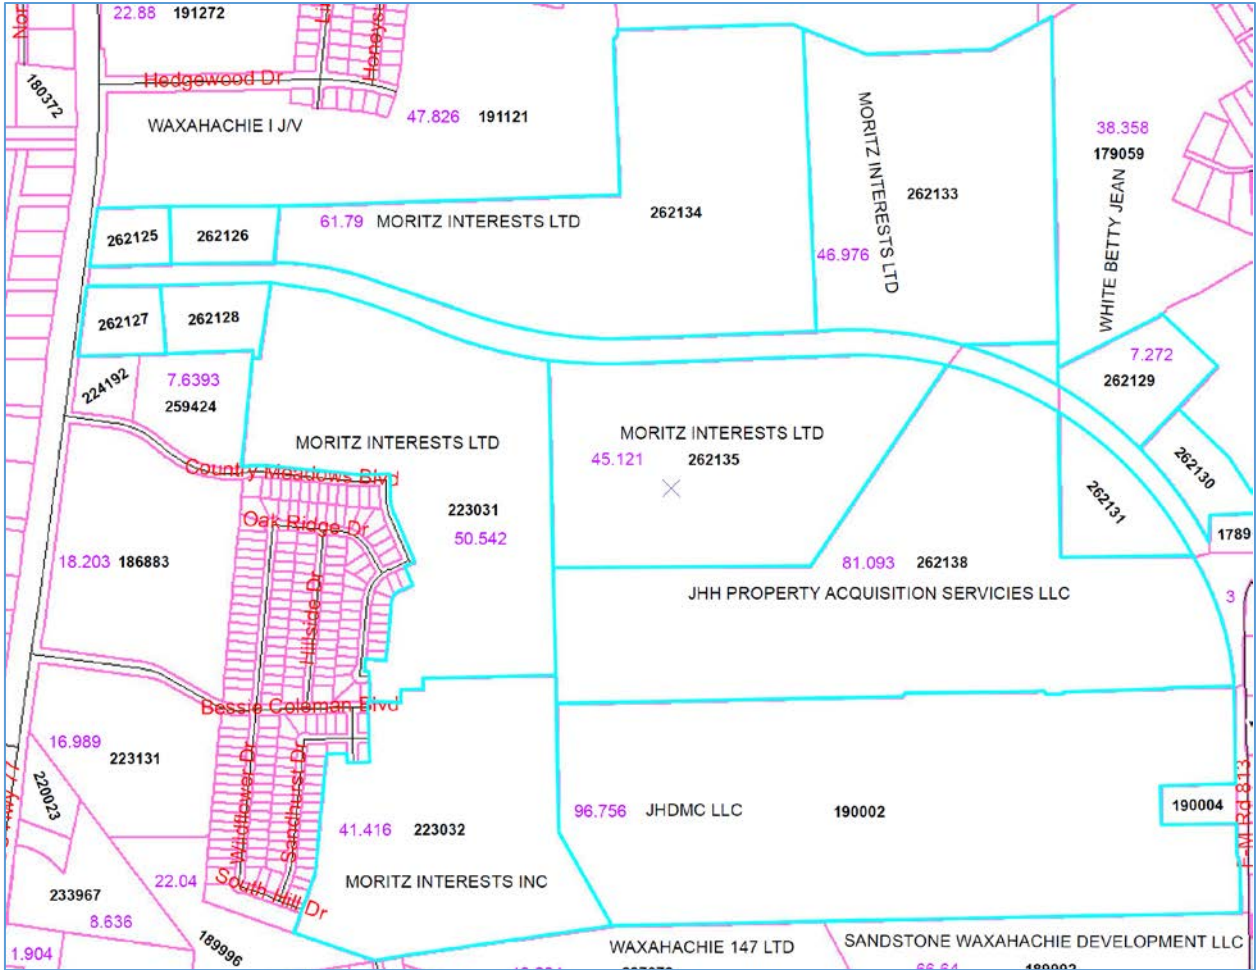 22.88 191272
Hedgewood Dr
Honeys
180372
WAXAHACHIE I J/V
47.826 191121
38.358
179059
WHITE BETTY JEAN
MORITZ INTERESTS LTD
262133
46.976
61.79 MORITZ INTERESTS LTD
262134
262125
262126
262127
262128
224192
7.6393
259424
7.272
262129
262130
262131
1789
MORITZ INTERESTS LTD
223031
50.542
MORITZ INTERESTS LTD
45.121 262135
Country Meadows Blvd
Oak Ridge Dr
Hillside Dr
18.203 186883
81.093 262138
JHH PROPERTY ACQUISITION SERVICIES LLC
3
Bessie Coleman Blvd
16.989
223131
220023
Wildflower Dr
Sandhurst Dr
South Hill Dr
41.416 223032
MORITZ INTERESTS INC
96.756 JHDMC LLC 190002
190004
F-M Rd 813
Hwy 77
22.04
233967
8.636
1.904
189996
WAXAHACHIE 147 LTD
SANDSTONE WAXAHACHIE DEVELOPMENT LLC
66.64 189992